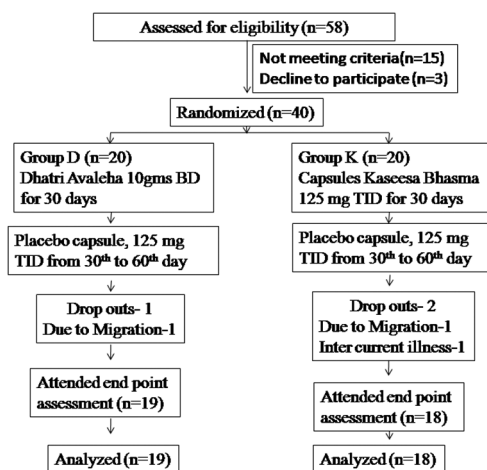 Assessed for eligibility (n=58)
Not meeting criteria(n=15)
Decline to participate (n=3)
Randomized (n=40)
Group D (n=20)
Dhatri Avaleha 10gms BD
for 30 days
Group K (n=20)
Capsules Kaseesa Bhasma
125 mg TID for 30 days
Placebo capsule, 125 mg
TID from 30th to 60th day
Placebo capsule, 125 mg
TID from 30th to 60th day
Drop outs- 1
Due to Migration-1
Drop outs- 2
Due to Migration-1
Inter current illness-1
Attended end point
assessment (n=19)
Attended end point
assessment (n=18)
Analyzed (n=19)
Analyzed (n=18)